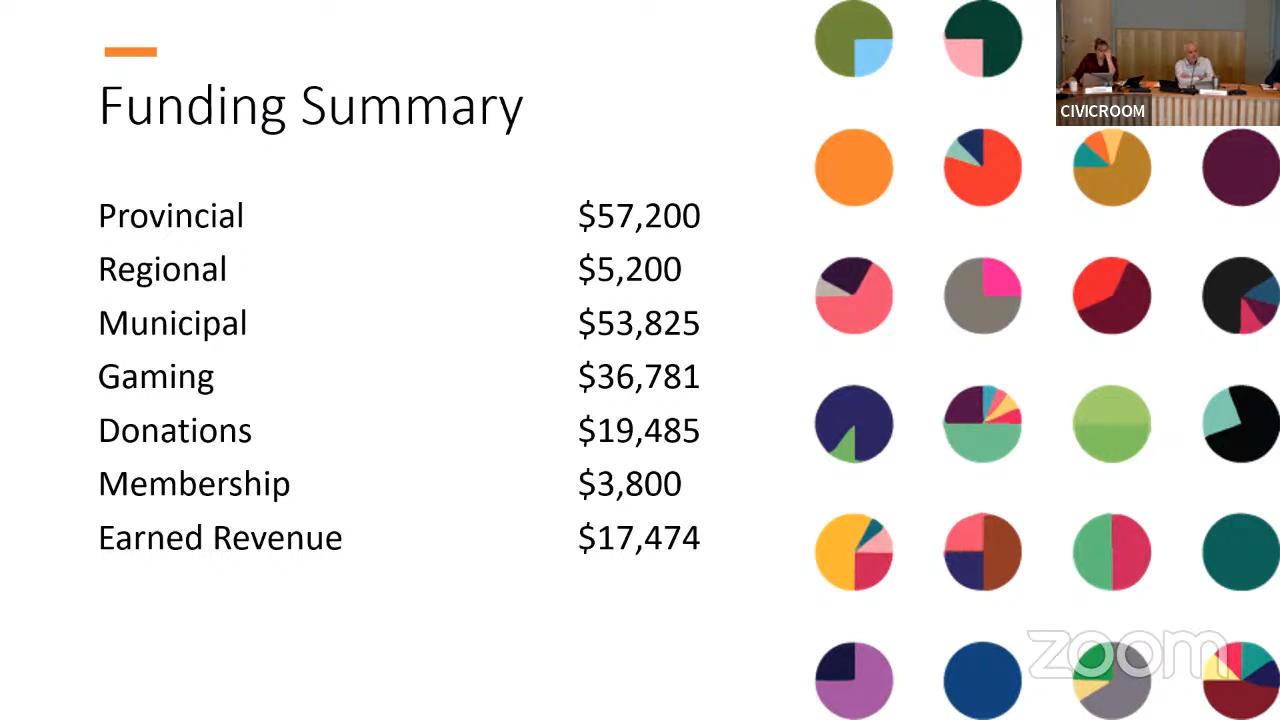 Funding Summary
CIVICROOM
Provincial $57,200
Regional $5,200
Municipal $53,825
Gaming $36,781
Donations $19,485
Membership $3,800
Earned Revenue $17,474
zoom